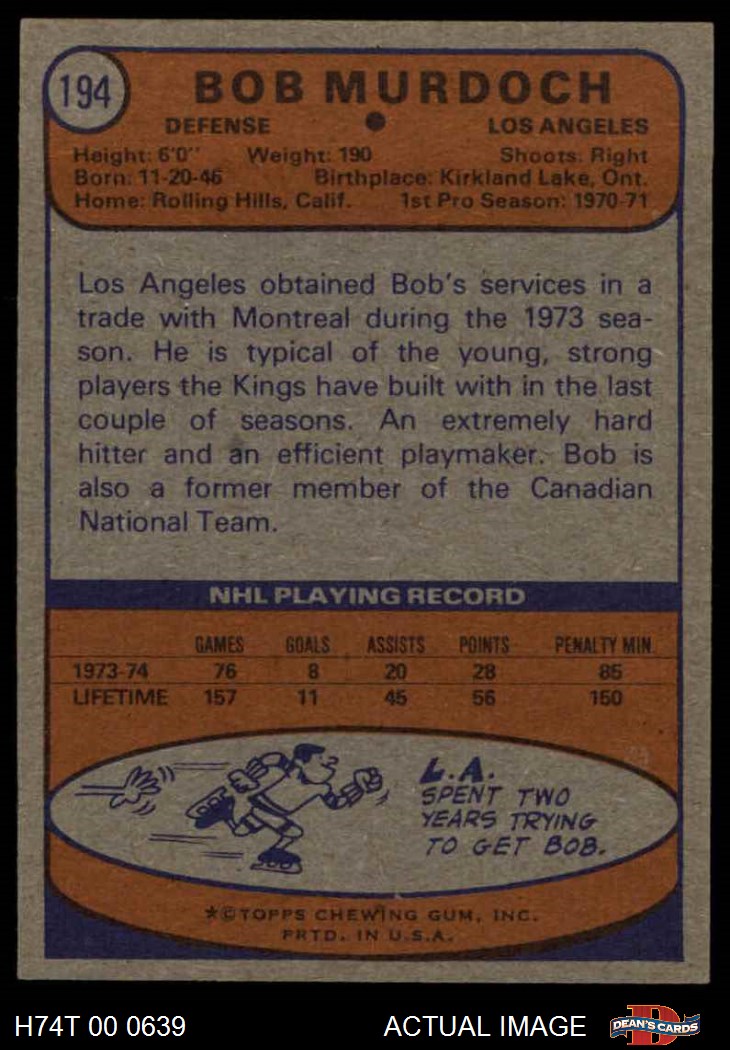 194
BOB MURDOCH
DEFENSE ● LOS ANGELES
Height: 6'0" Weight: 190 Shoots: Right
Born: 11-20-46 Birthplace: Kirkland Lake, Ont.
Home: Rolling Hills, Calif. 1st Pro Season: 1970-71
Los Angeles obtained Bob's services in a
trade with Montreal during the 1973 sea-
son. He is typical of the young, strong
players the Kings have built with in the last
couple of seasons. An extremely hard
hitter and an efficient playmaker. Bob is
also a former member of the Canadian
National Team.
NHL PLAYING RECORD
GAMES GOALS ASSISTS POINTS PENALTY MIN.
1973-74 76 8 20 28 85
LIFETIME 157 11 45 56 150
L.A.
SPENT TWO
YEARS TRYING
TO GET BOB.
★©TOPPS CHEWING GUM, INC.
PRTD. IN U.S.A.
H74T 00 0639 ACTUAL IMAGE
D
DEAN'S CARDS